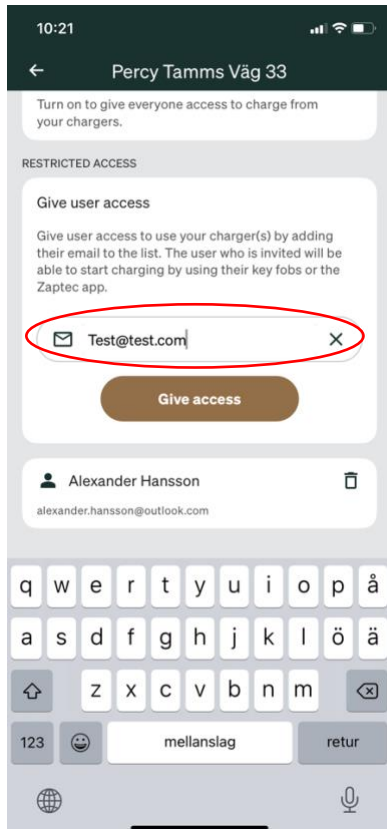 10:21
Percy Tamms Väg 33
Turn on to give everyone access to charge from
your chargers.
RESTRICTED ACCESS
Give user access
Give user access to use your charger(s) by adding
their email to the list. The user who is invited will be
able to start charging by using their key fobs or the
Zaptec app.
Test@test.com
Give access
Alexander Hansson
alexander.hansson@outlook.com
q w e r t y u i o p å
a s d f g h j k l ö ä
z x c v b n m
123 mellanslag retur